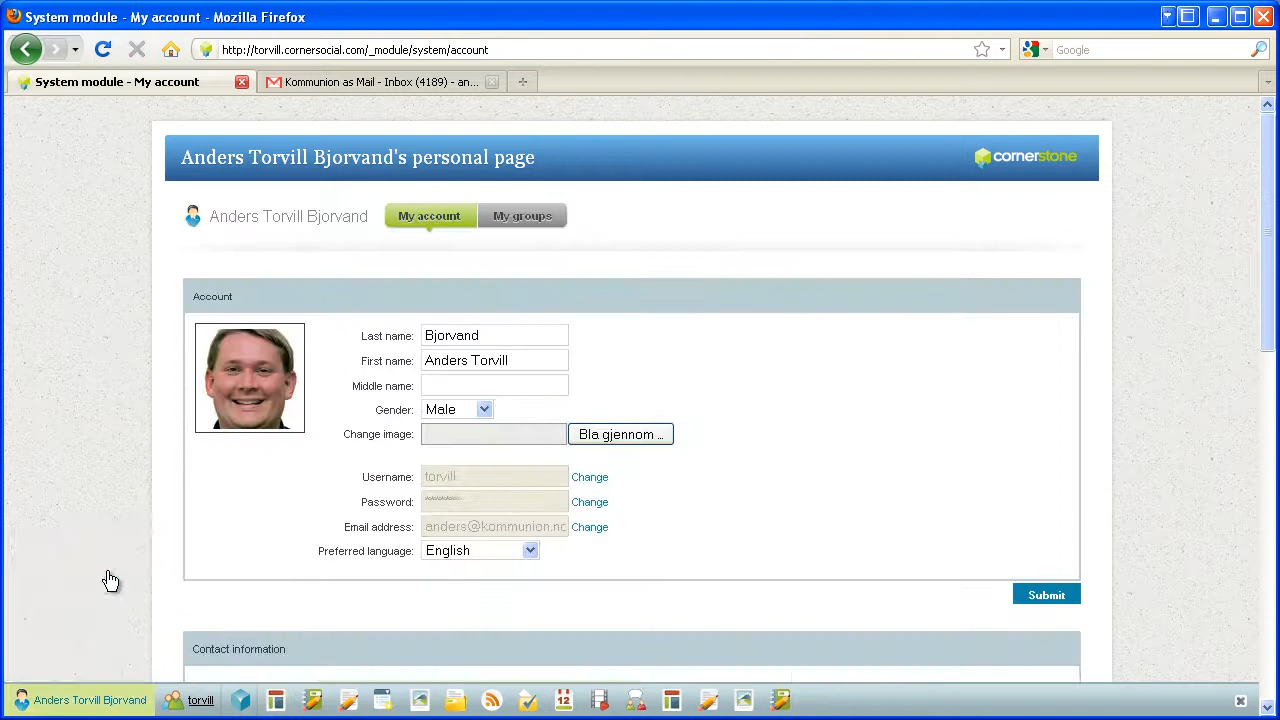 System module - My account - Mozilla Firefox
http://torvill.cornersocal.com/_module/system/account
Google
System module - My account
Kommunion as Mail - Inbox (4189) - an...
Anders Torvill Bjorvand's personal page
cornerstone
Anders Torvill Bjorvand
My account
My groups
Account
Last name: Bjorvand
First name: Anders Torvill
Middle name:
Gender: Male
Change image: Bla gjennom ...
Username: torvill Change
Password: ******** Change
Email address: anders@kommunion.nc Change
Preferred language: English
Submit
Contact information
Anders Torvill Bjorvand
torvill
12